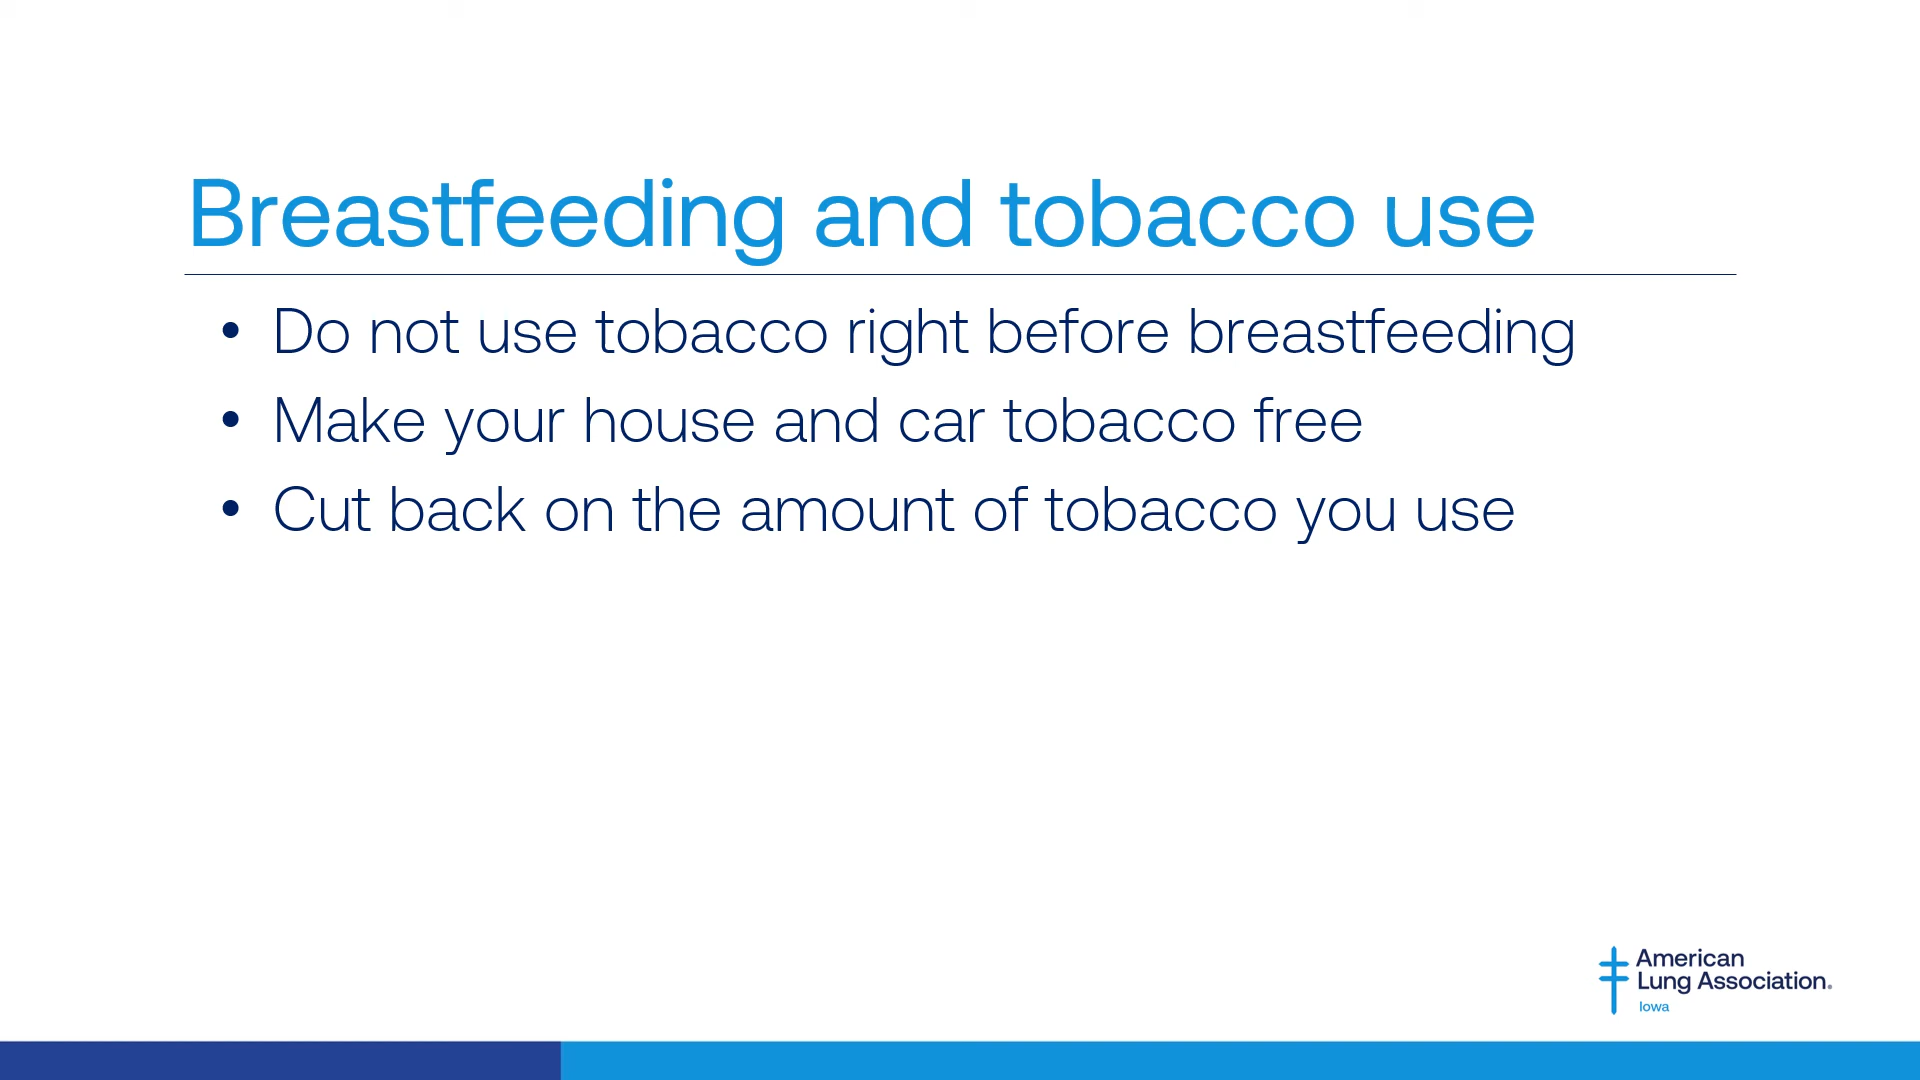 Breastfeeding and tobacco use
• Do not use tobacco right before breastfeeding
• Make your house and car tobacco free
• Cut back on the amount of tobacco you use
American
Lung Association.
Iowa